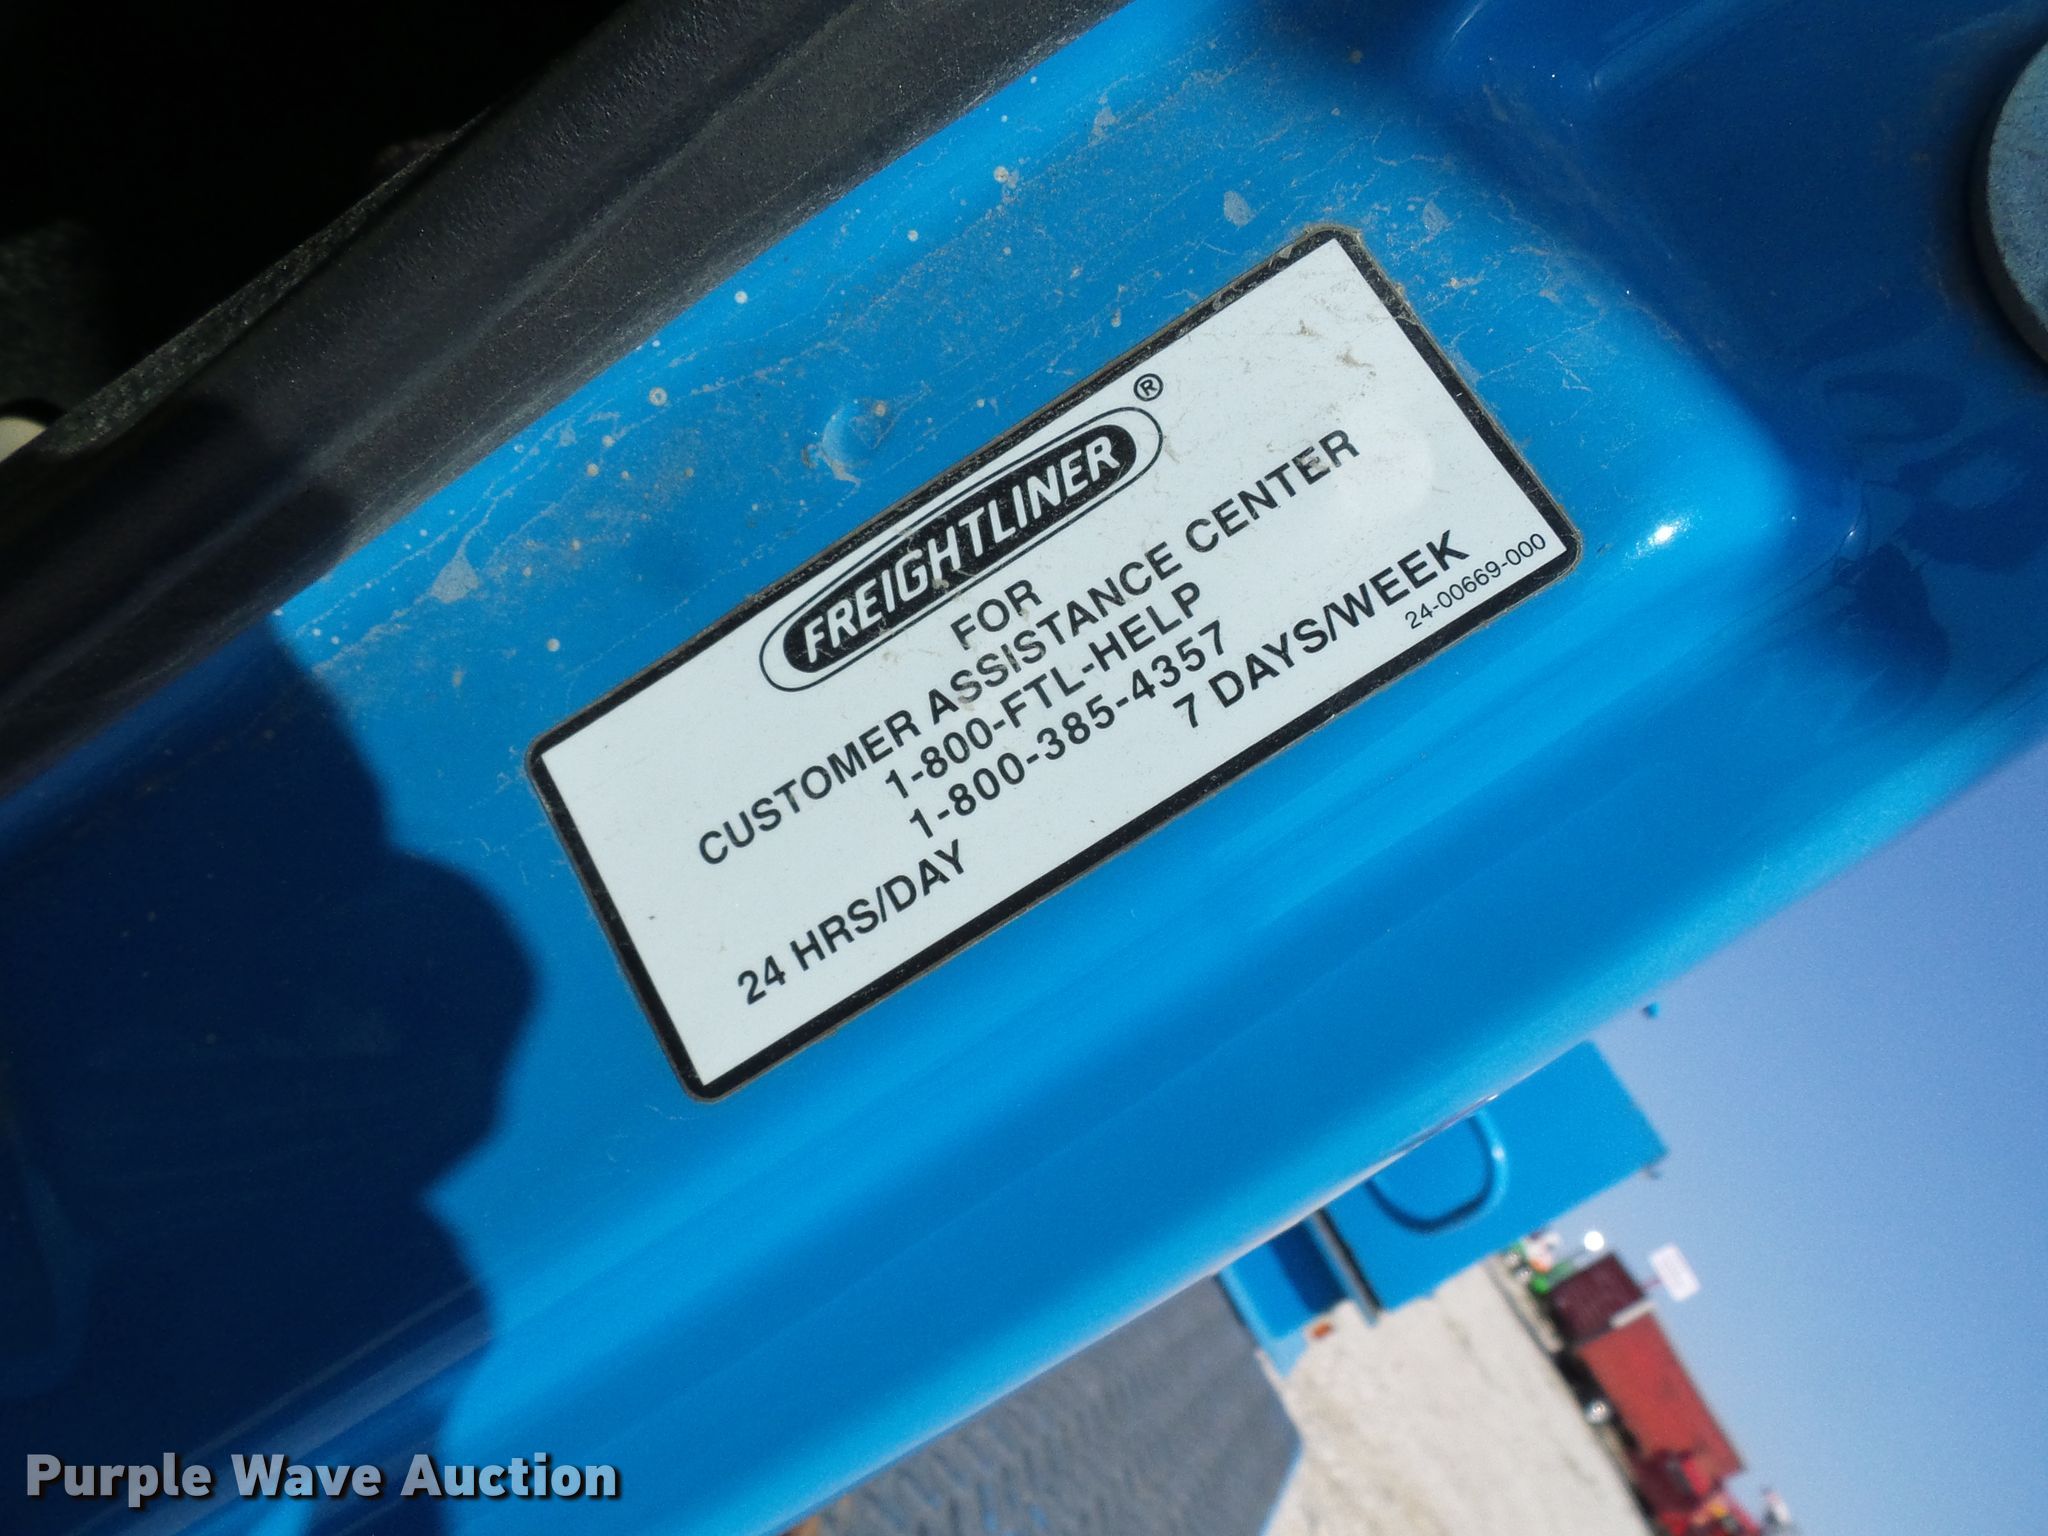 FREIGHTLINER®
FOR
CUSTOMER ASSISTANCE CENTER
1-800-FTL-HELP
1-800-385-4357
24 HRS/DAY 7 DAYS/WEEK
24-00669-000
Purple Wave Auction